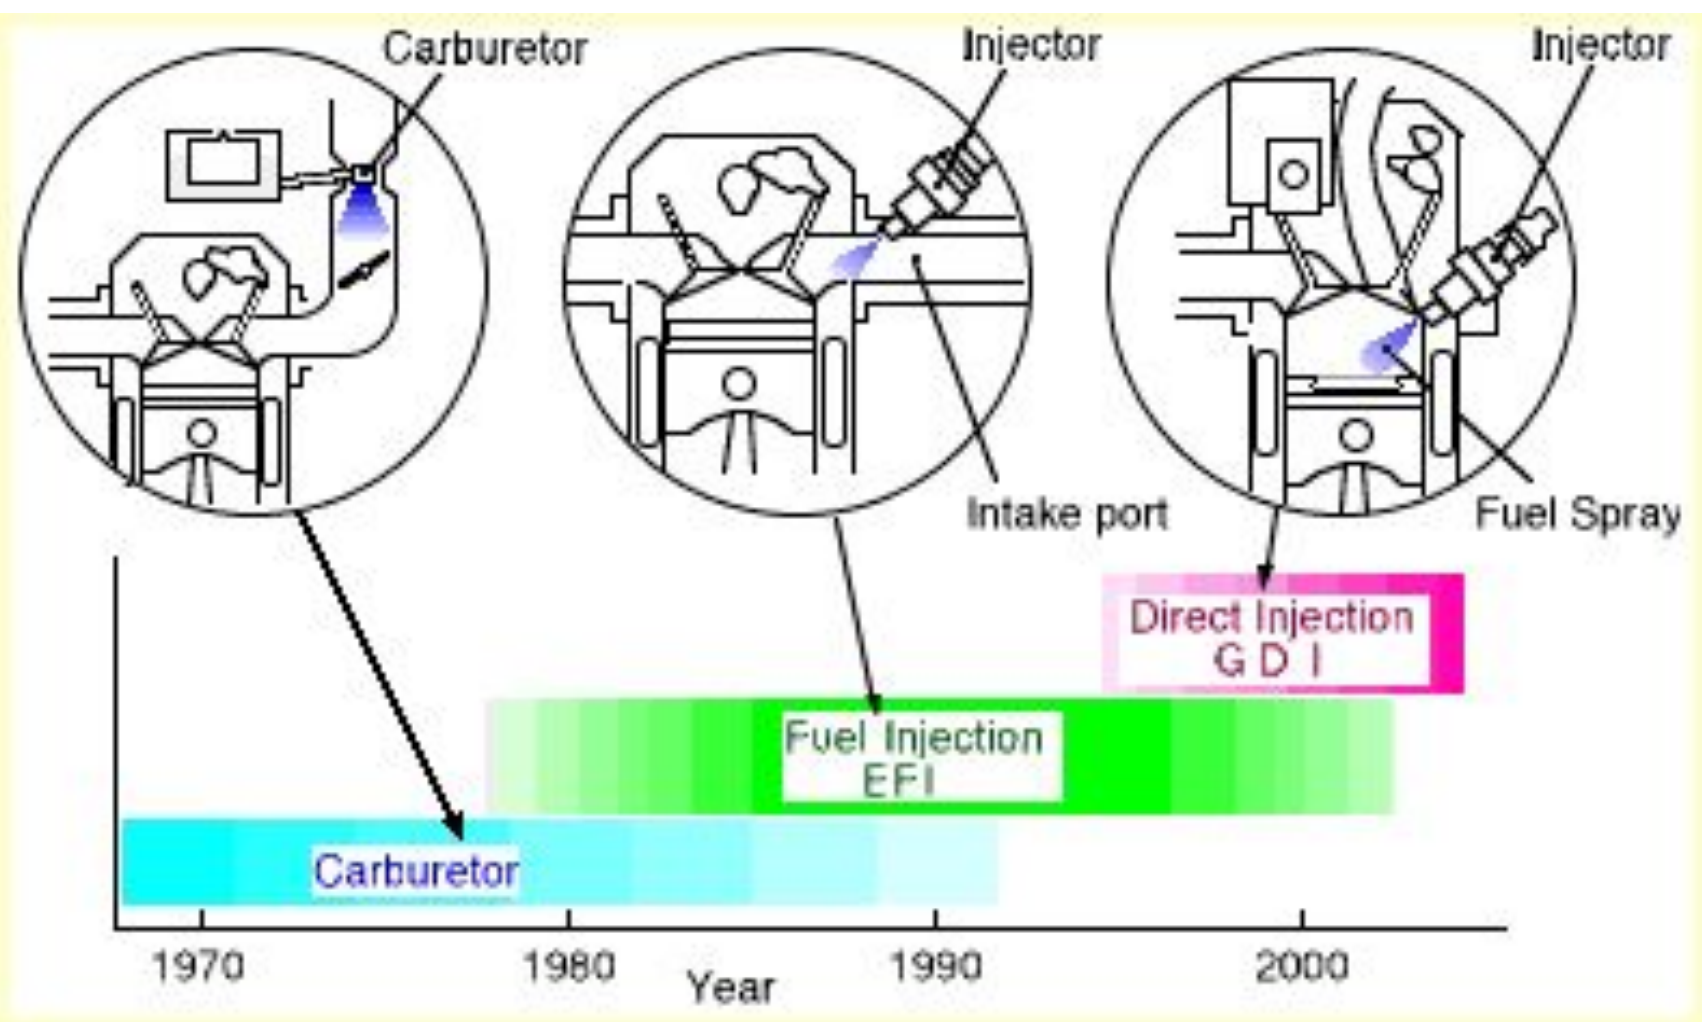 Carburetor
Injector
Injector
Intake port
Fuel Spray
Direct Injection
G D I
Fuel Injection
EFI
Carburetor
1970
1980
1990
2000
Year